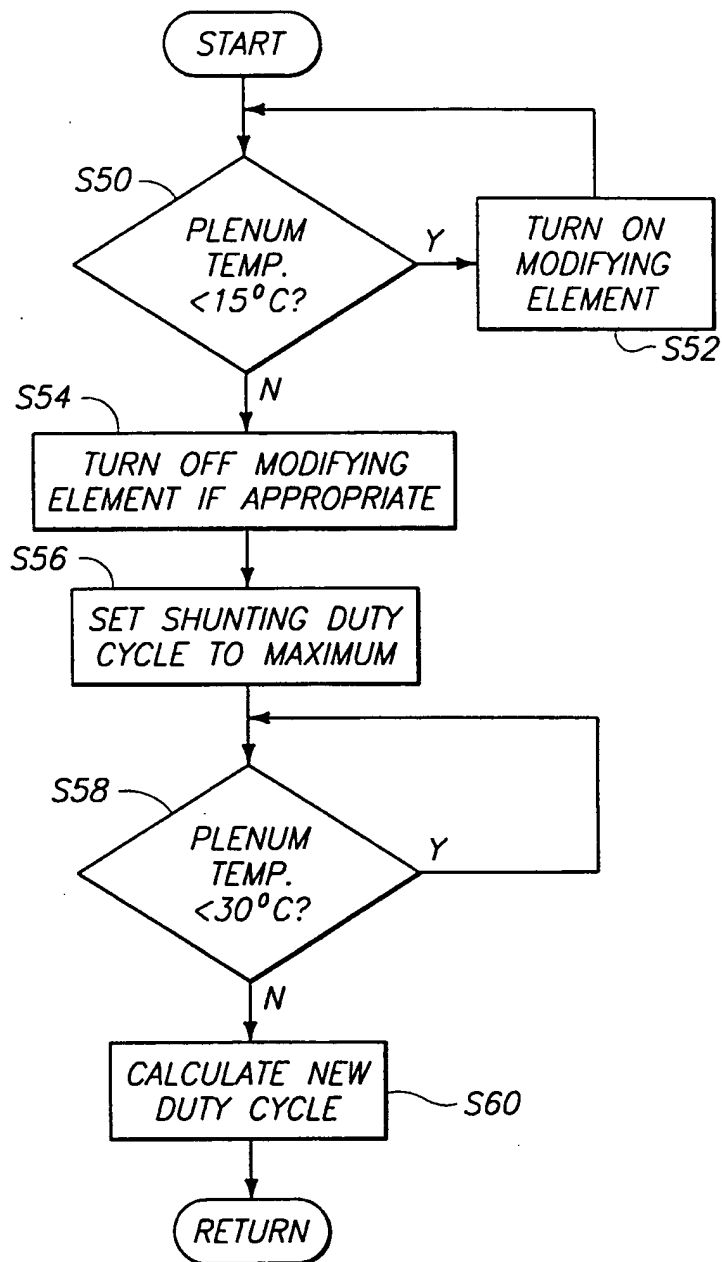 START
S50
PLENUM
TEMP.
<15°C?
Y
TURN ON
MODIFYING
ELEMENT
S52
N
S54
TURN OFF MODIFYING
ELEMENT IF APPROPRIATE
S56
SET SHUNTING DUTY
CYCLE TO MAXIMUM
S58
PLENUM
TEMP.
<30°C?
Y
N
CALCULATE NEW
DUTY CYCLE
S60
RETURN